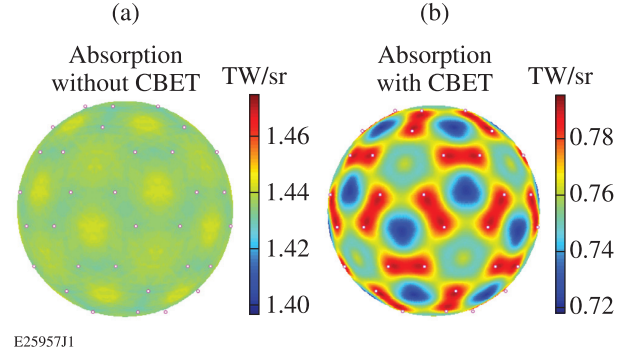 (a)
Absorption
without CBET
TW/sr
1.46
1.44
1.42
1.40
(b)
Absorption
with CBET
TW/sr
0.78
0.76
0.74
0.72
E25957J1